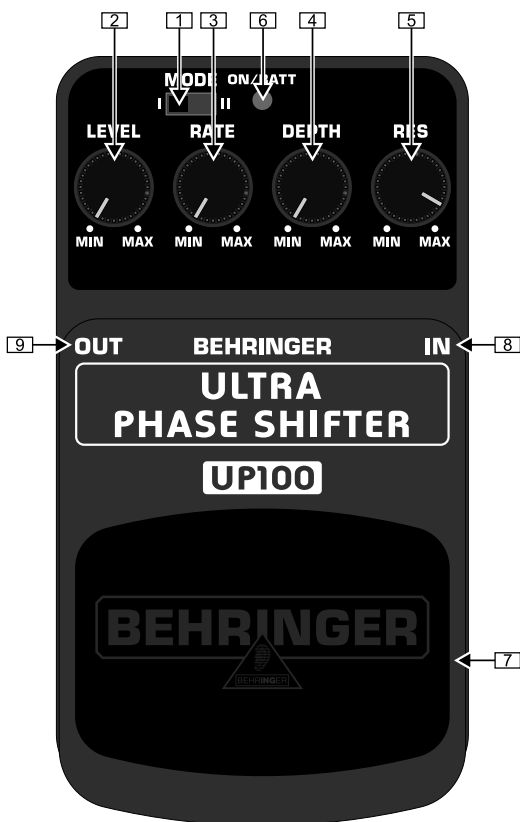 2 1 3 6 4 5
MODE ON/BATT
I II
LEVEL RATE DEPTH RES
MIN MAX MIN MAX MIN MAX MIN MAX
9 OUT BEHRINGER IN 8
ULTRA
PHASE SHIFTER
UP100
BEHRINGER
7
BEHRINGER